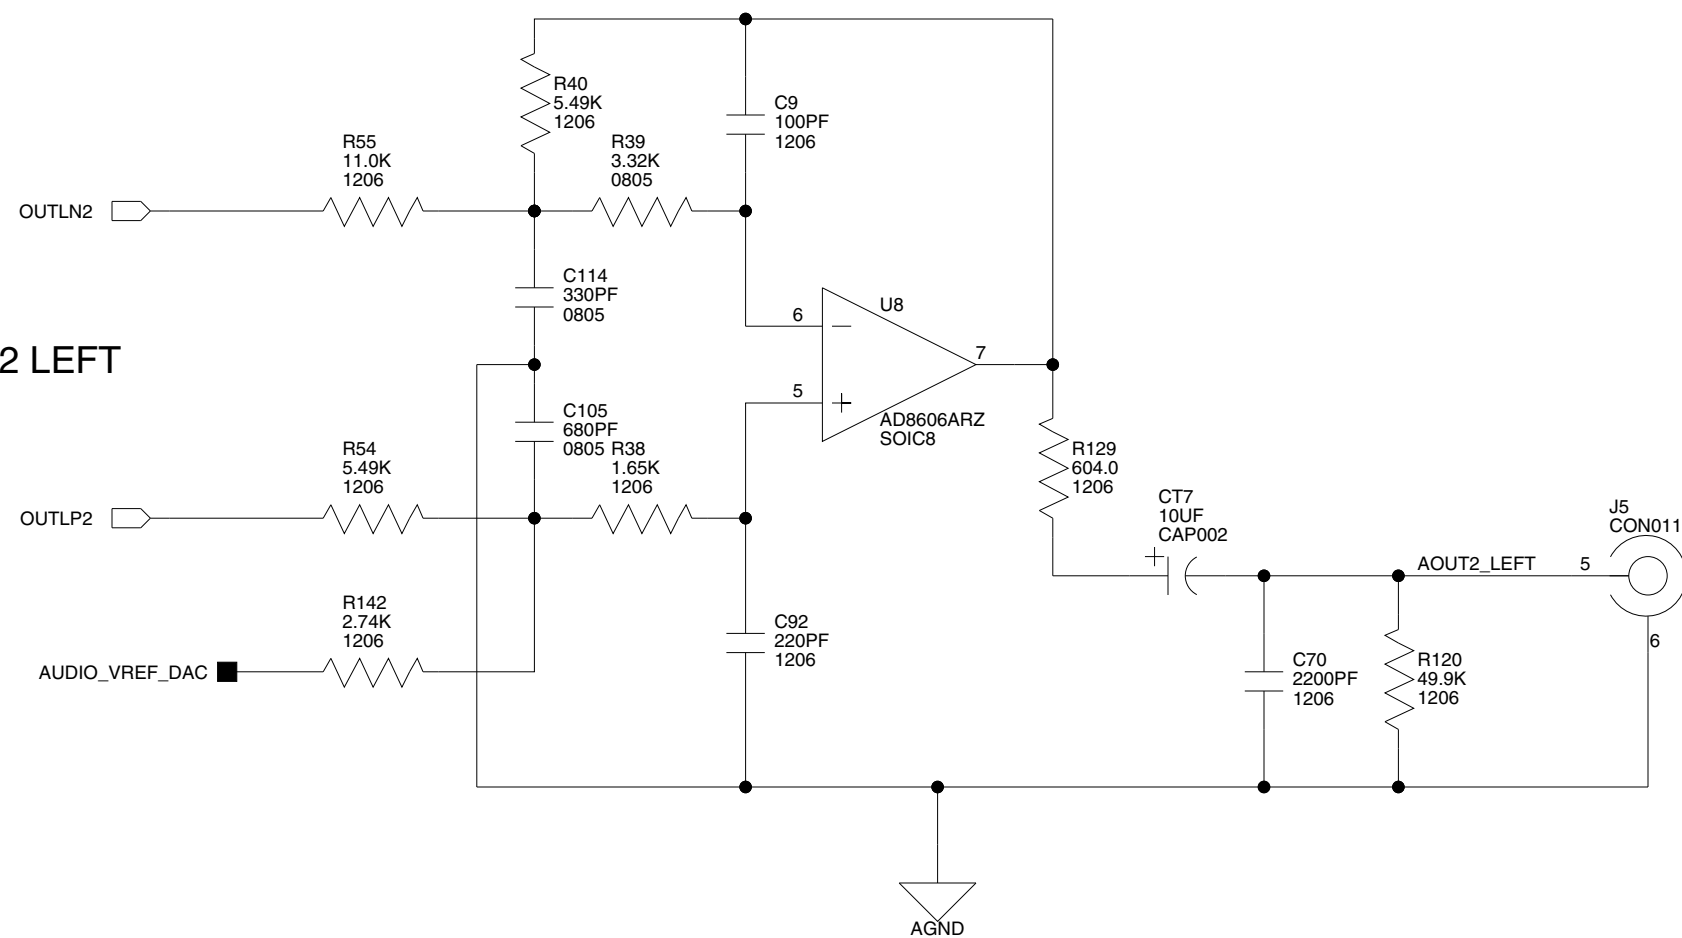 R40
5.49K
1206
C9
100PF
1206
R55
11.0K
1206
R39
3.32K
0805
OUTLN2
C114
330PF
0805
6
U8
2 LEFT
7
5
AD8606ARZ
SOIC8
C105
680PF
0805
R38
1.65K
1206
R54
5.49K
1206
OUTLP2
R129
604.0
1206
CT7
10UF
CAP002
J5
CON011
AOUT2_LEFT
5
6
R142
2.74K
1206
AUDIO_VREF_DAC
C92
220PF
1206
C70
2200PF
1206
R120
49.9K
1206
AGND